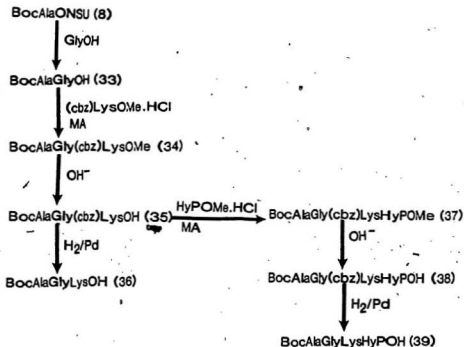 BocAlaONSU (8)
GlyOH
BocAlaGlyOH (33)
(cbz)LysOMe.HCl
MA
BocAlaGly(cbz)LysOMe (34)
OH⁻
BocAlaGly(cbz)LysOH (35)
HyPOMe.HCl
MA
BocAlaGly(cbz)LysHyPOMe (37)
H₂/Pd
OH⁻
BocAlaGlyLysOH (36)
BocAlaGly(cbz)LysHyPOH (38)
H₂/Pd
BocAlaGlyLysHyPOH (39)